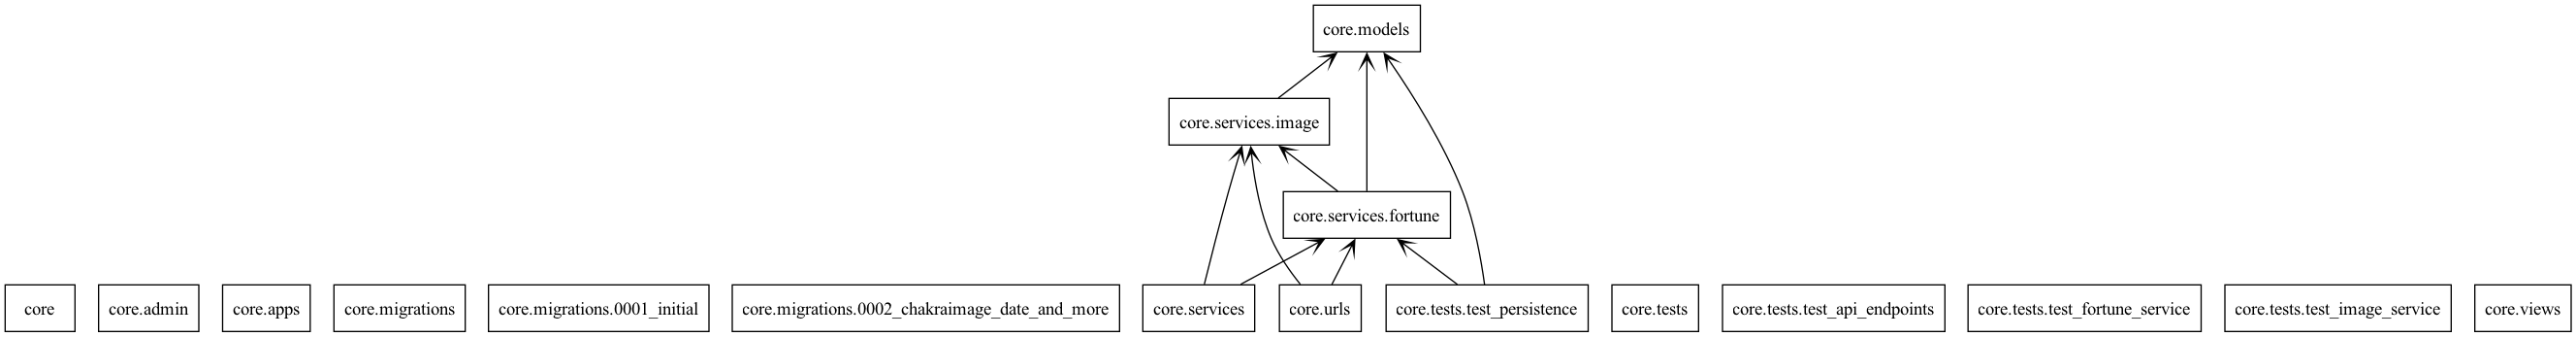 core.models
core.services.image
core.services.fortune
core
core.admin
core.apps
core.migrations
core.migrations.0001_initial
core.migrations.0002_chakraimage_date_and_more
core.services
core.urls
core.tests.test_persistence
core.tests
core.tests.test_api_endpoints
core.tests.test_fortune_service
core.tests.test_image_service
core.views